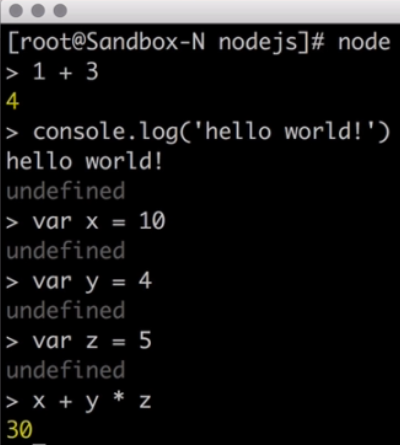 [root@Sandbox-N nodejs]# node
> 1 + 3
4
> console.log('hello world!')
hello world!
undefined
> var x = 10
undefined
> var y = 4
undefined
> var z = 5
undefined
> x + y * z
30